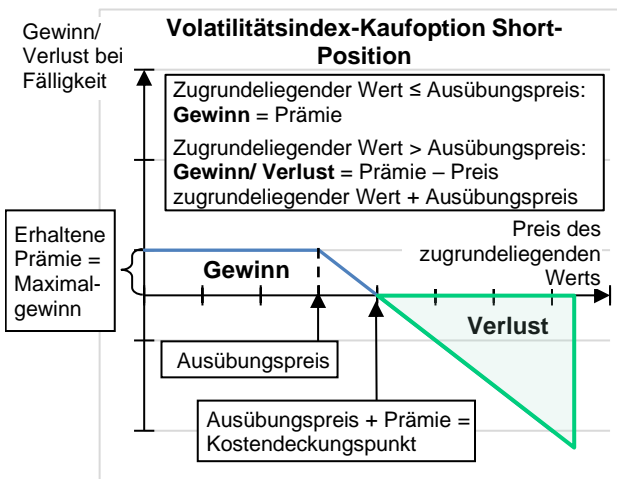 Gewinn/
Verlust bei
Fälligkeit
Volatilitätsindex-Kaufoption Short-
Position
Zugrundeliegender Wert ≤ Ausübungspreis:
Gewinn = Prämie
Zugrundeliegender Wert > Ausübungspreis:
Gewinn/ Verlust = Prämie – Preis
zugrundeliegender Wert + Ausübungspreis
Preis des
zugrundeliegenden
Werts
Erhaltene
Prämie =
Maximal-
gewinn
Gewinn
Verlust
Ausübungspreis
Ausübungspreis + Prämie =
Kostendeckungspunkt